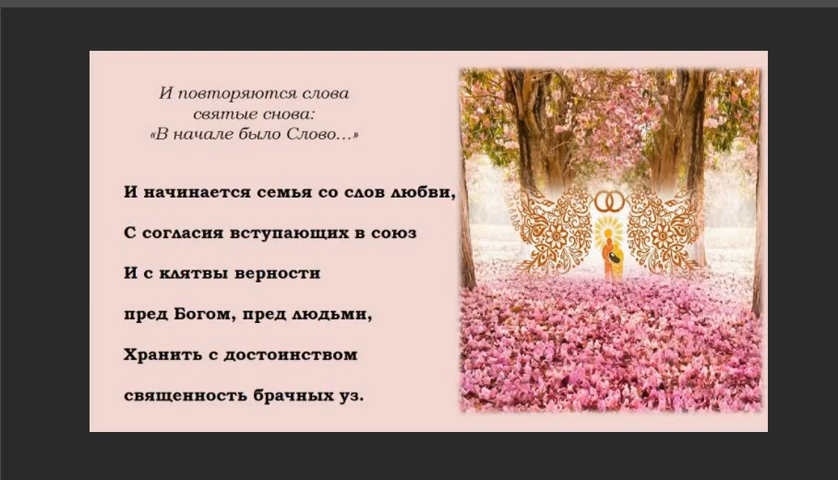 И повторяются слова
святые снова:
«В начале было Слово...»
И начинается семья со слов любви,
С согласия вступающих в союз
И с клятвы верности
пред Богом, пред людьми,
Хранить с достоинством
священность брачных уз.